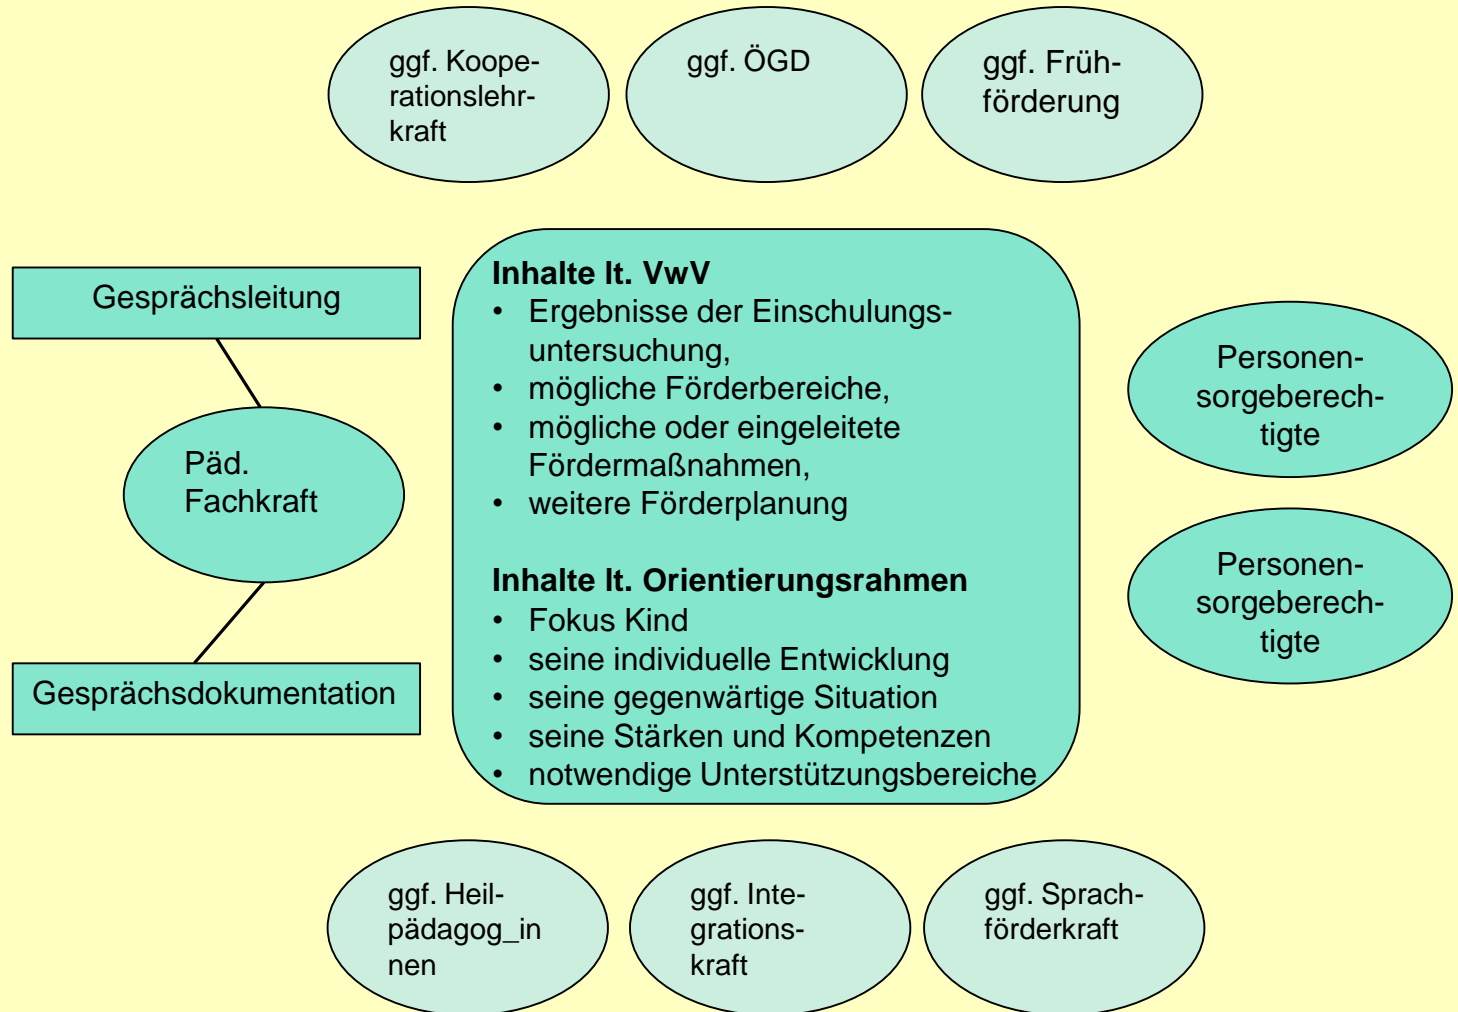 ggf. Koope-
rationslehr-
kraft
ggf. ÖGD
ggf. Früh-
förderung
Gesprächsleitung
Päd.
Fachkraft
Gesprächsdokumentation
Inhalte lt. VwV
• Ergebnisse der Einschulungs-
untersuchung,
• mögliche Förderbereiche,
• mögliche oder eingeleitete
Fördermaßnahmen,
• weitere Förderplanung
Inhalte lt. Orientierungsrahmen
• Fokus Kind
• seine individuelle Entwicklung
• seine gegenwärtige Situation
• seine Stärken und Kompetenzen
• notwendige Unterstützungsbereiche
Personen-
sorgeberech-
tigte
Personen-
sorgeberech-
tigte
ggf. Heil-
pädagog_in
nen
ggf. Inte-
grations-
kraft
ggf. Sprach-
förderkraft